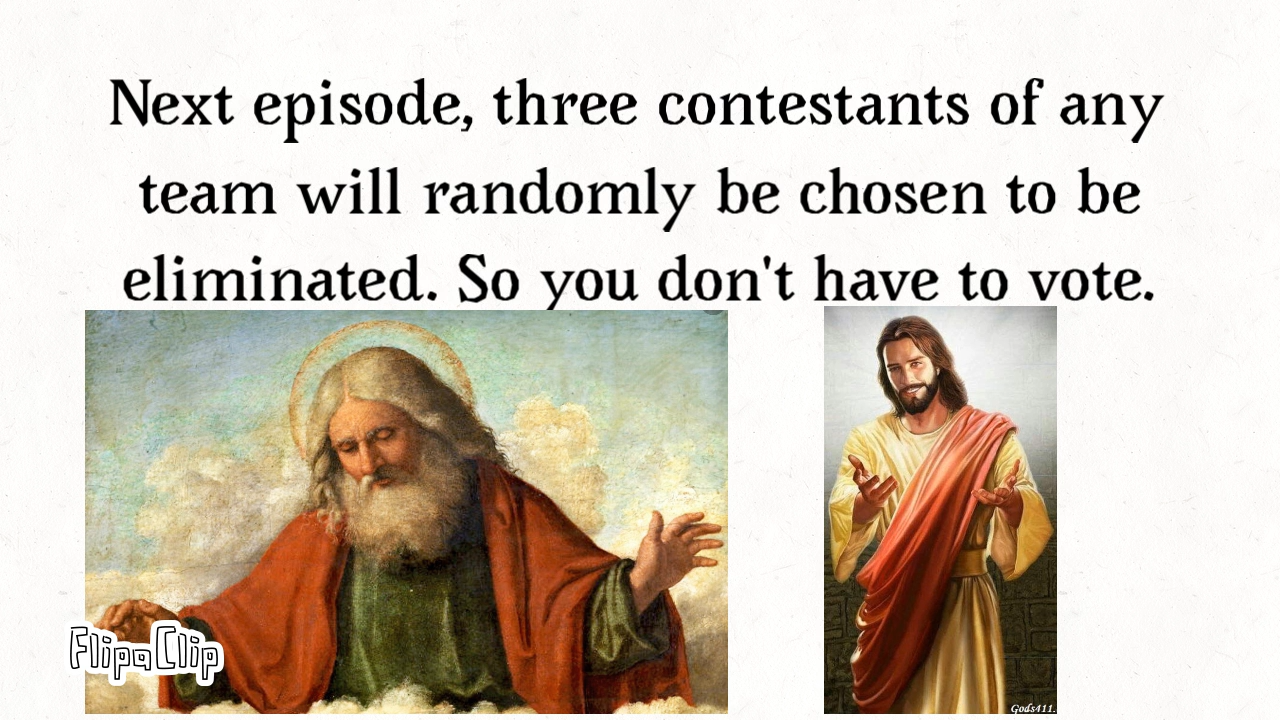 Next episode, three contestants of any
team will randomly be chosen to be
eliminated. So you don't have to vote.
FlipaClip
Gods411.